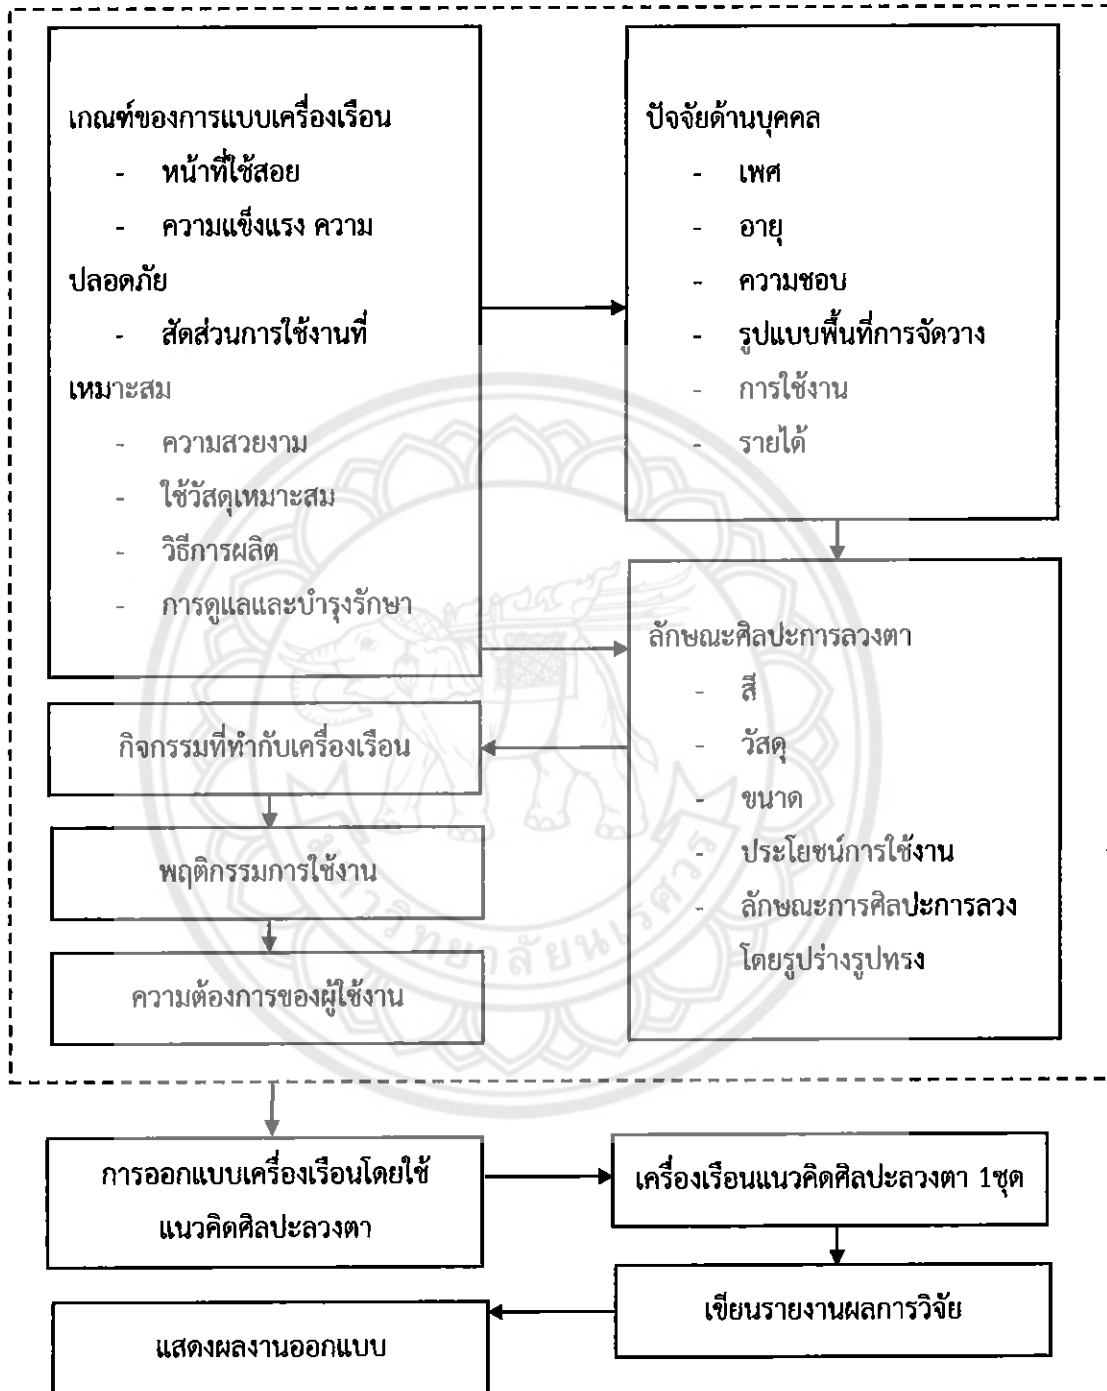 เกณฑ์ของการแบบเครื่องเรือน
- หน้าที่ใช้สอย
- ความแข็งแรง ความ
ปลอดภัย
- สัดส่วนการใช้งานที่
เหมาะสม
- ความสวยงาม
- ใช้วัสดุเหมาะสม
- วิธีการผลิต
- การดูแลและบำรุงรักษา
ปัจจัยด้านบุคคล
- เพศ
- อายุ
- ความชอบ
- รูปแบบพื้นที่การจัดวาง
- การใช้งาน
- รายได้
ลักษณะศิลปะการลวงตา
- สี
- วัสดุ
- ขนาด
- ประโยชน์การใช้งาน
- ลักษณะการศิลปะการลวง
โดยรูปร่างรูปทรง
กิจกรรมที่ทำกับเครื่องเรือน
พฤติกรรมการใช้งาน
ความต้องการของผู้ใช้งาน
มหาวิทยาลัยนเรศวร
การออกแบบเครื่องเรือนโดยใช้
แนวคิดศิลปะลวงตา
เครื่องเรือนแนวคิดศิลปะลวงตา 1ชุด
เขียนรายงานผลการวิจัย
แสดงผลงานออกแบบ